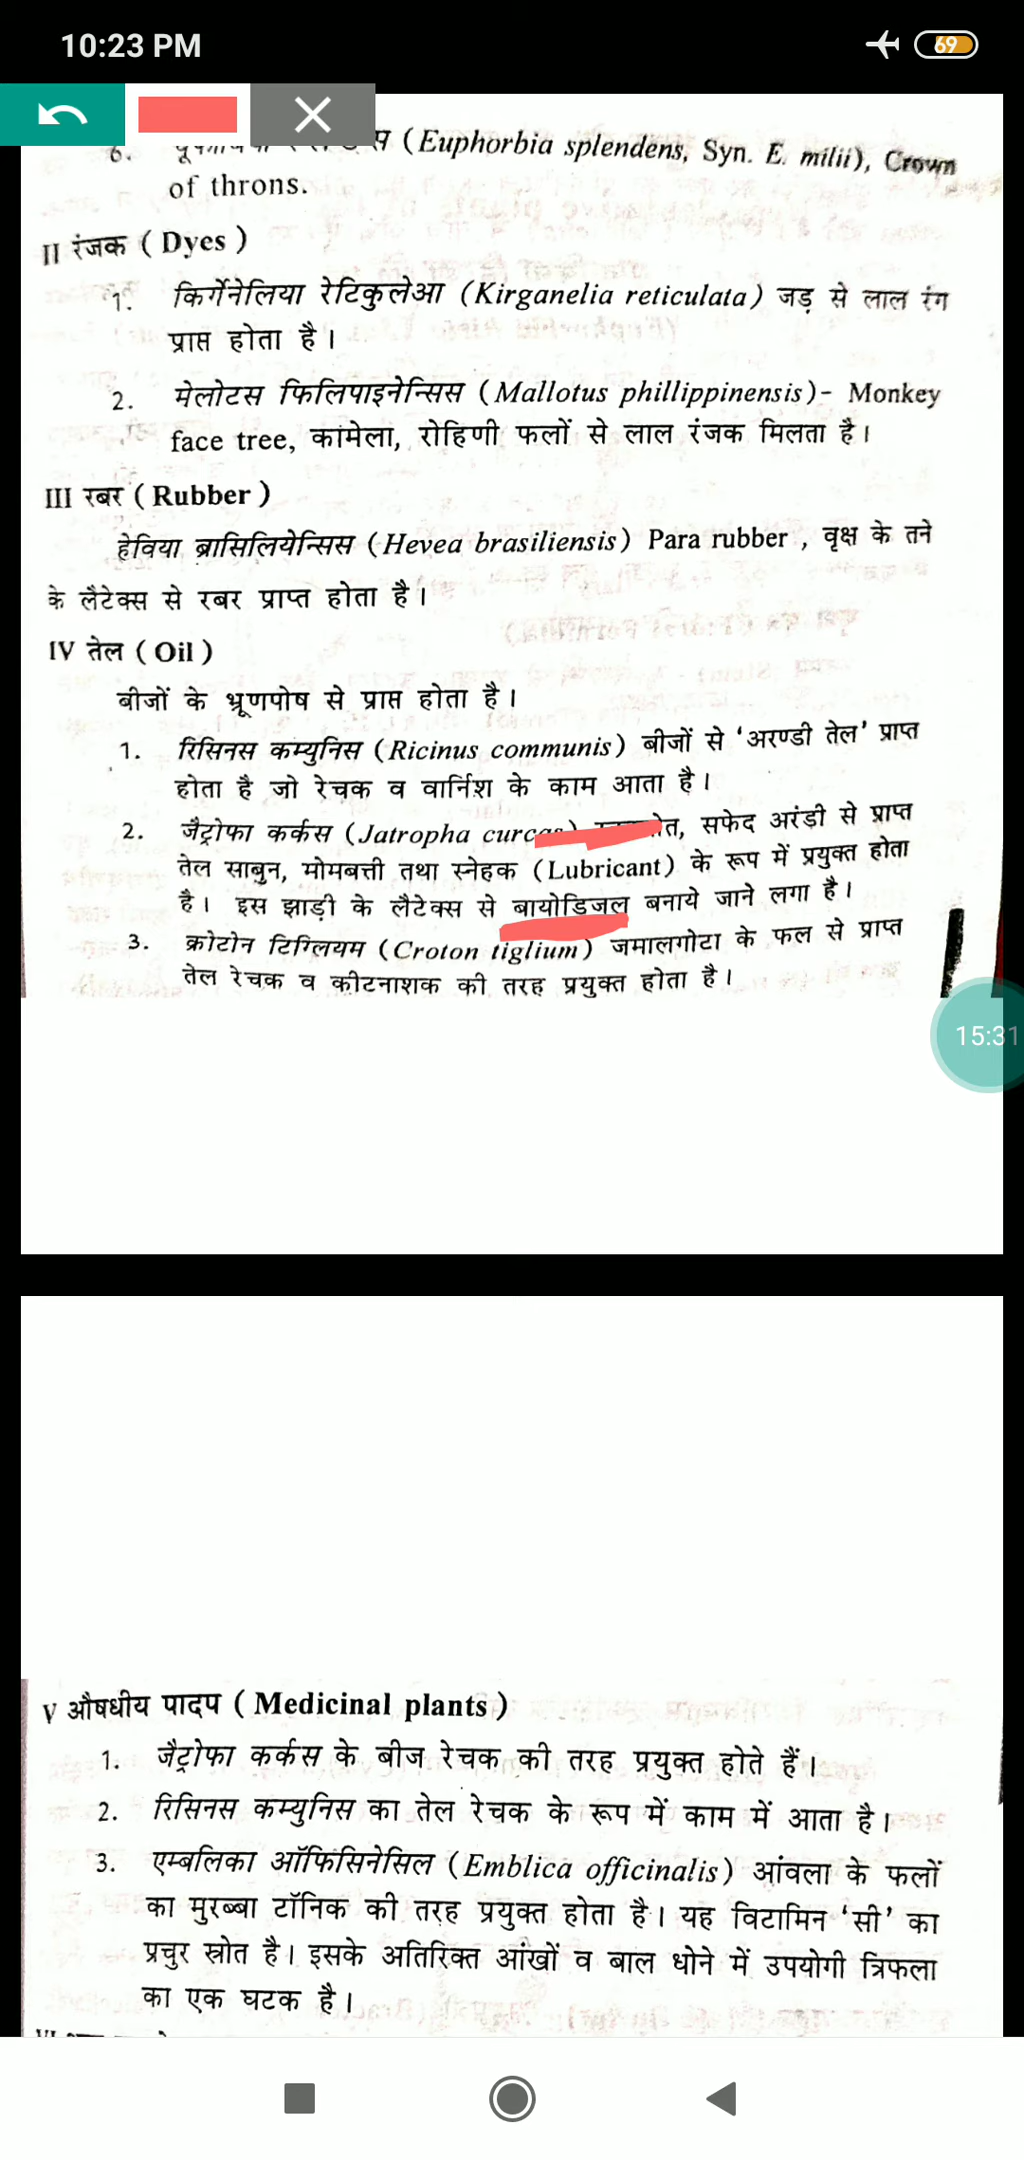 10:23 PM
69
6. स (Euphorbia splendens, Syn. E. milii), Crown
of throns.
II रंजक ( Dyes )
1. किर्गेनेलिया रेटिकुलेआ (Kirganelia reticulata) जड़ से लाल रंग
प्राप्त होता है।
2. मेलोटस फिलिपाइनेन्सिस (Mallotus phillippinensis)- Monkey
face tree, कामेला, रोहिणी फलों से लाल रंजक मिलता है।
III रबर ( Rubber )
हेविया ब्रासिलियेन्सिस (Hevea brasiliensis) Para rubber , वृक्ष के तने
के लैटेक्स से रबर प्राप्त होता है।
IV तेल ( Oil )
बीजों के भ्रूणपोष से प्राप्त होता है।
1. रिसिनस कम्युनिस (Ricinus communis) बीजों से 'अरण्डी तेल' प्राप्त
होता है जो रेचक व वार्निश के काम आता है।
2. जैट्रोफा कर्कस (Jatropha curcas) सफेद अरंडी से प्राप्त
तेल साबुन, मोमबत्ती तथा स्नेहक (Lubricant) के रूप में प्रयुक्त होता
है। इस झाड़ी के लैटेक्स से बायोडिजल बनाये जाने लगा है।
3. क्रोटोन टिग्लियम (Croton tiglium) जमालगोटा के फल से प्राप्त
तेल रेचक व कीटनाशक की तरह प्रयुक्त होता है।
15:31
V औषधीय पादप ( Medicinal plants )
1. जैट्रोफा कर्कस के बीज रेचक की तरह प्रयुक्त होते हैं।
2. रिसिनस कम्युनिस का तेल रेचक के रूप में काम में आता है।
3. एम्बलिका ऑफिसिनेसिल (Emblica officinalis) आंवला के फलों
का मुरब्बा टॉनिक की तरह प्रयुक्त होता है। यह विटामिन 'सी' का
प्रचुर स्रोत है। इसके अतिरिक्त आंखों व बाल धोने में उपयोगी त्रिफला
का एक घटक है।